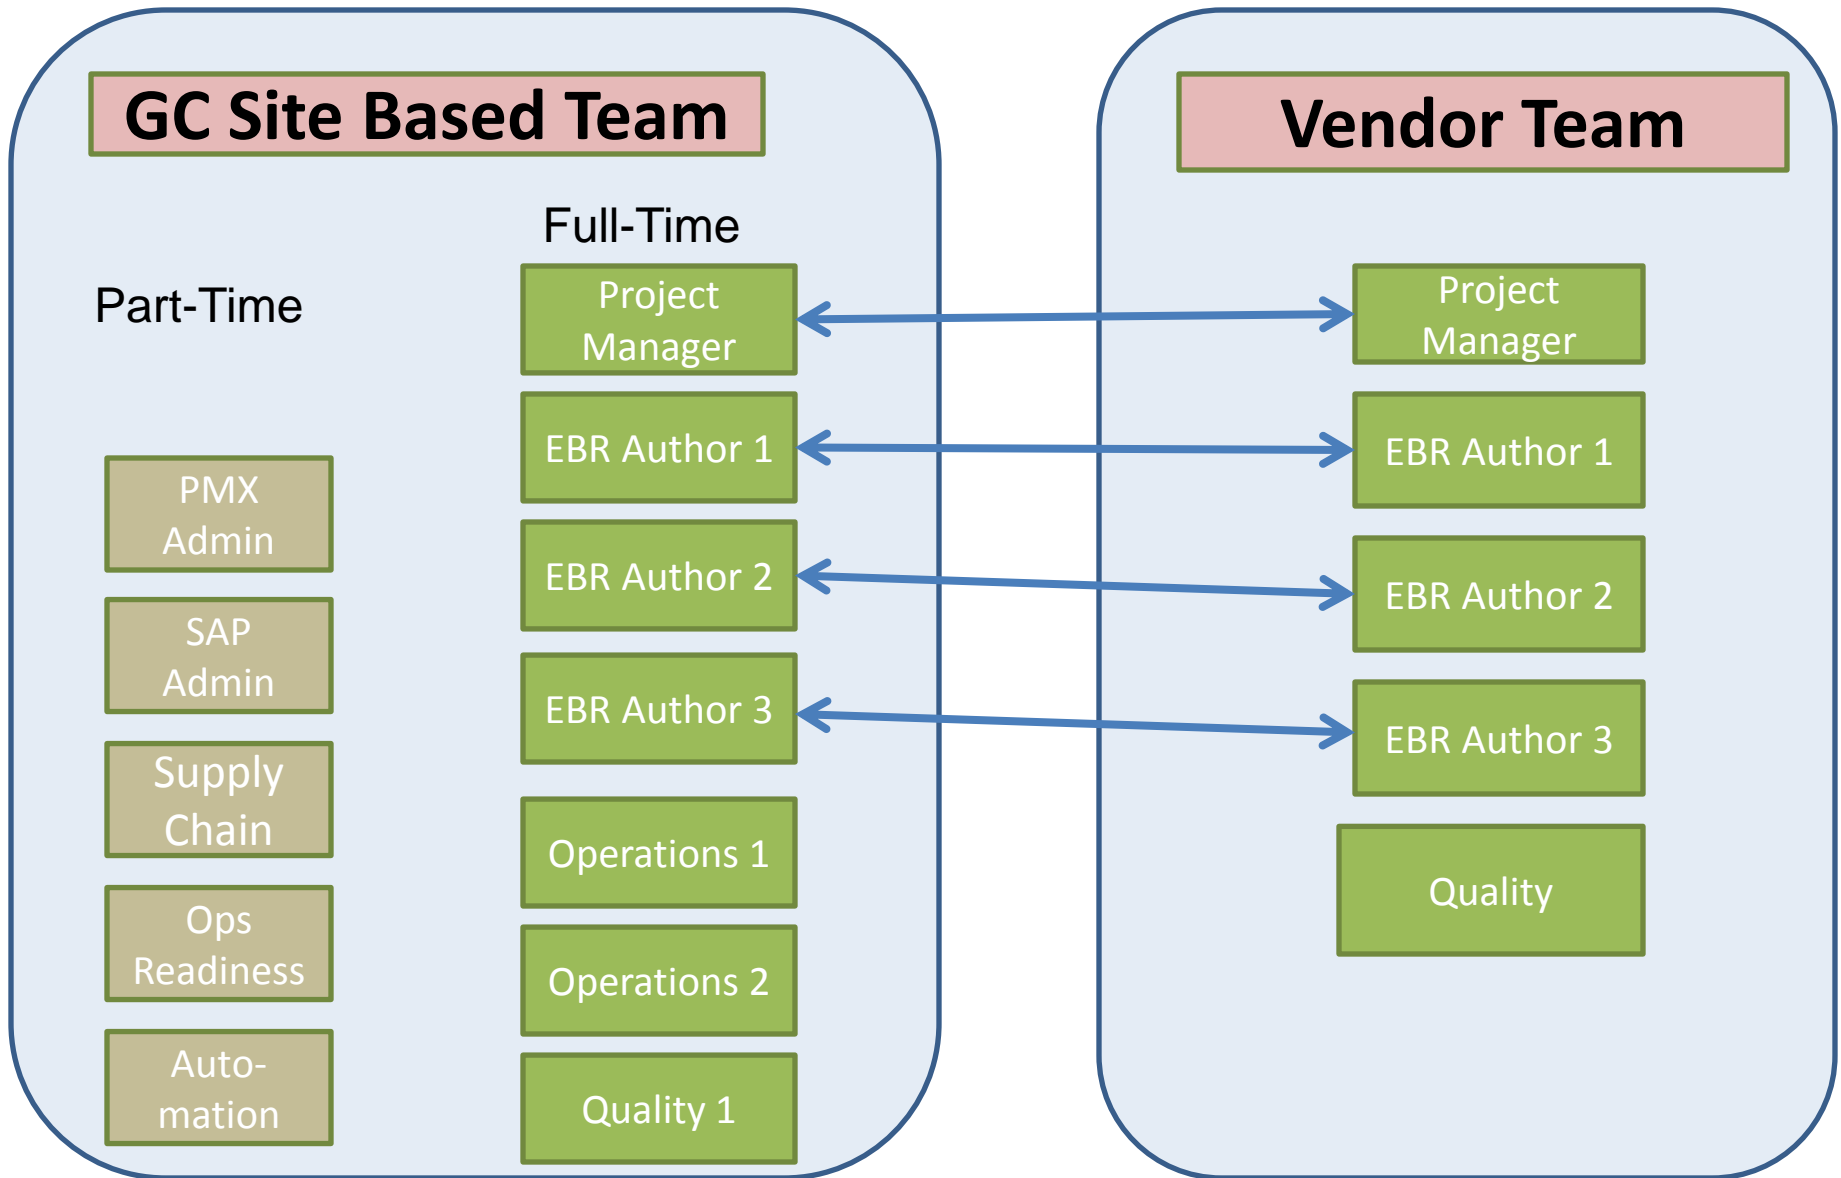 GC Site Based Team
Part-Time
PMX
Admin
SAP
Admin
Supply
Chain
Ops
Readiness
Auto-
mation
Full-Time
Project
Manager
EBR Author 1
EBR Author 2
EBR Author 3
Operations 1
Operations 2
Quality 1
Vendor Team
Project
Manager
EBR Author 1
EBR Author 2
EBR Author 3
Quality